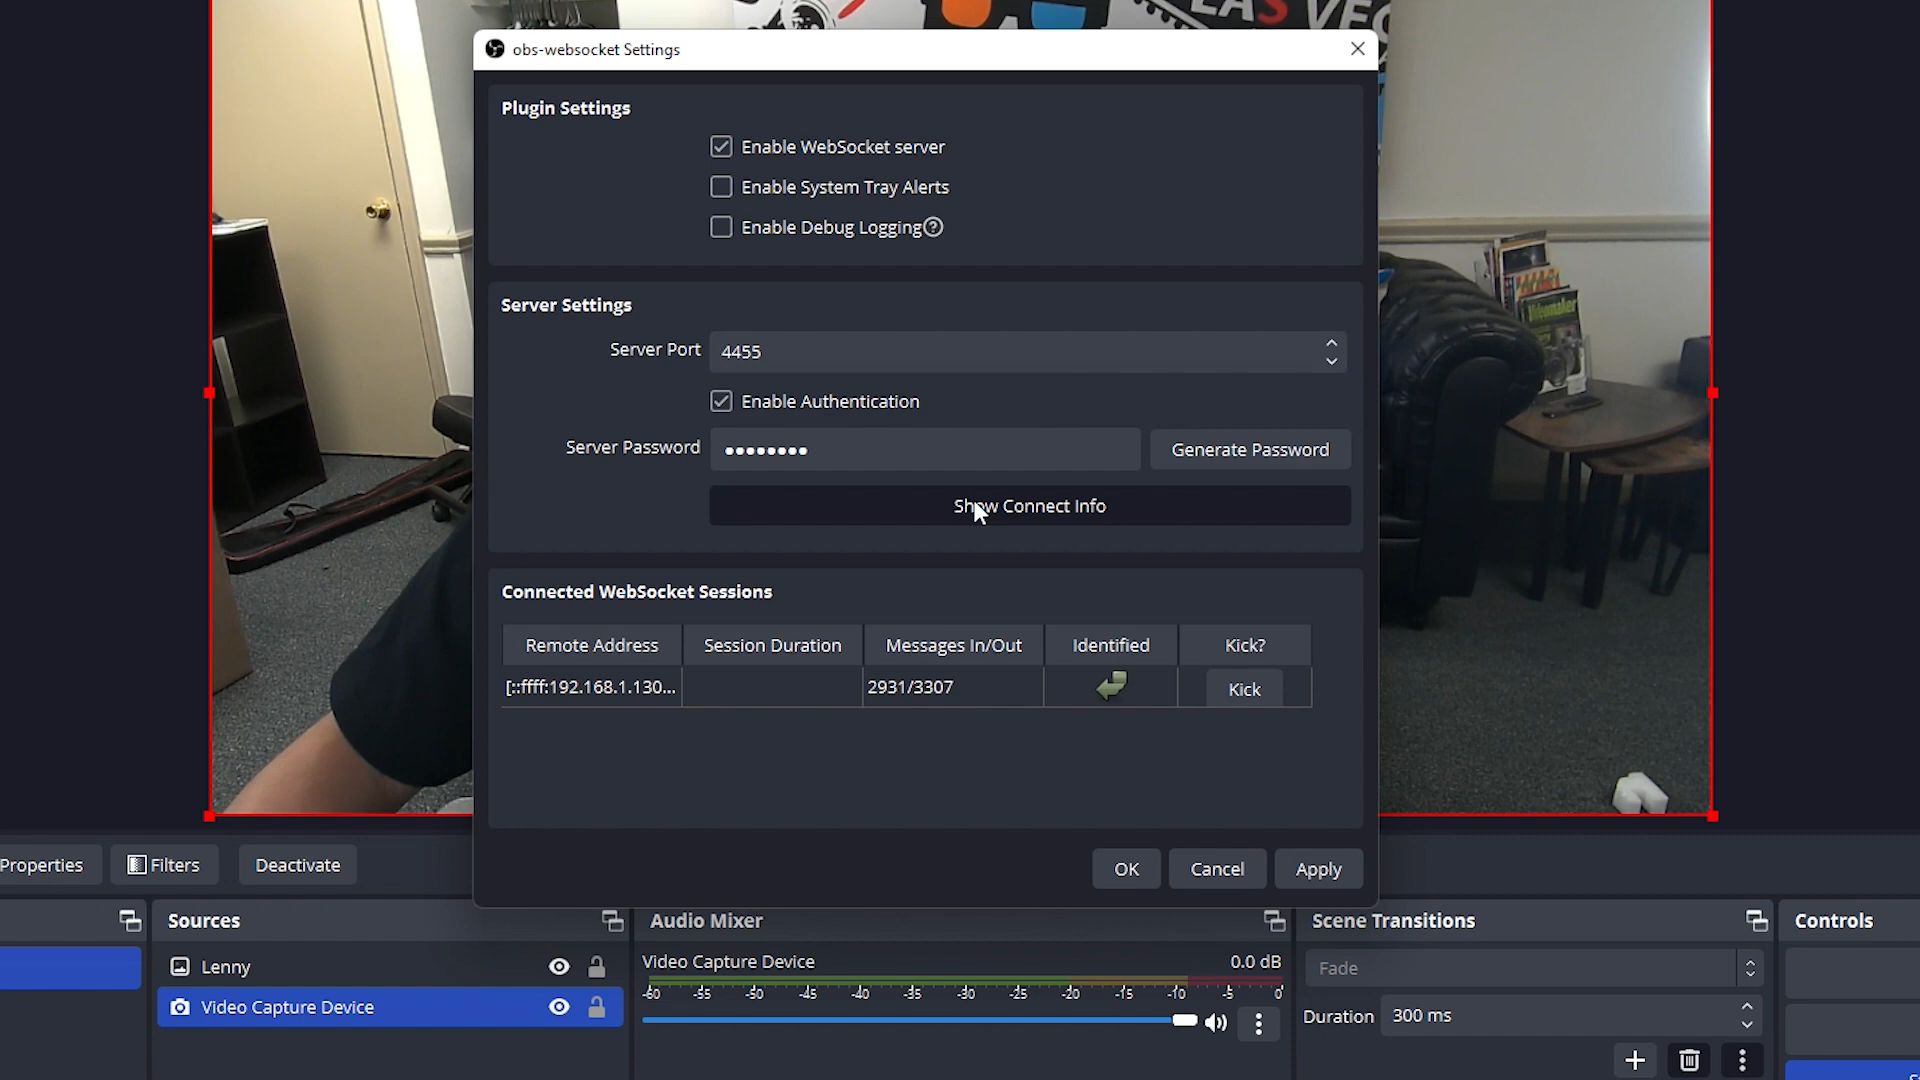 LAS VEG
obs-websocket Settings
Plugin Settings
Enable WebSocket server
Enable System Tray Alerts
Enable Debug Logging
Server Settings
Server Port 4455
Enable Authentication
Server Password •••••••• Generate Password
Show Connect Info
Videomaker
Connected WebSocket Sessions
Remote Address Session Duration Messages In/Out Identified Kick?
[::ffff:192.168.1.130... 2931/3307 Kick
OK Cancel Apply
Properties Filters Deactivate
Sources Audio Mixer Scene Transitions Controls
Lenny
Video Capture Device
Video Capture Device 0.0 dB
-60 -55 -50 -45 -40 -35 -30 -25 -20 -15 -10 -5 0
Fade
Duration 300 ms